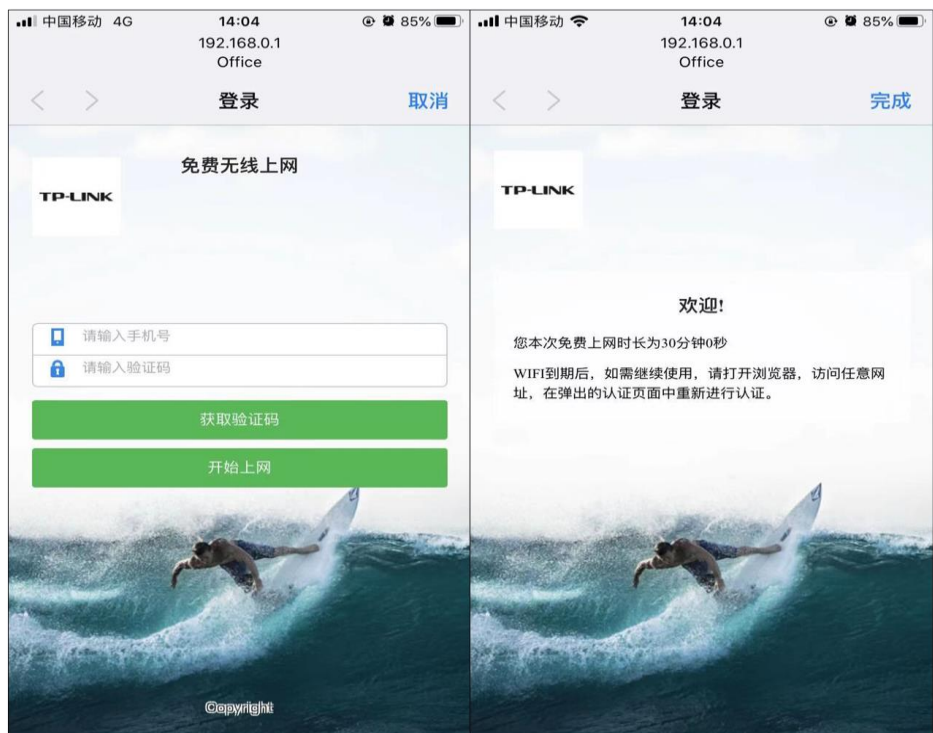 中国移动 4G 14:04 85%
192.168.0.1
Office
登录 取消
TP-LINK
免费无线上网
请输入手机号
请输入验证码
获取验证码
开始上网
Copyright
中国移动 14:04 85%
192.168.0.1
Office
登录 完成
TP-LINK
欢迎!
您本次免费上网时长为30分钟0秒
WIFI到期后，如需继续使用，请打开浏览器，访问任意网
址，在弹出的认证页面中重新进行认证。